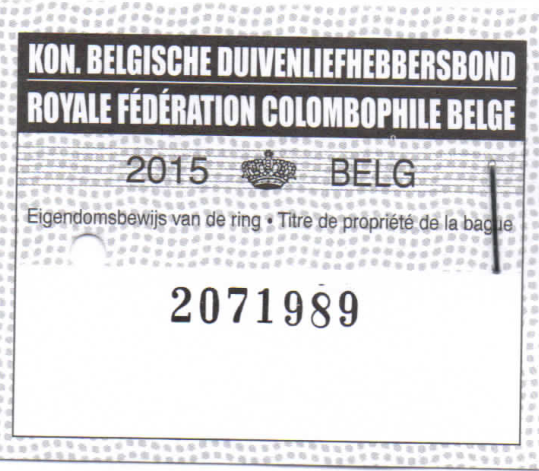 KON. BELGISCHE DUIVENLIEFHEBBERSBOND
ROYALE FÉDÉRATION COLOMBOPHILE BELGE
2015 BELG
Eigendomsbewijs van de ring • Titre de propriété de la bague
2071989